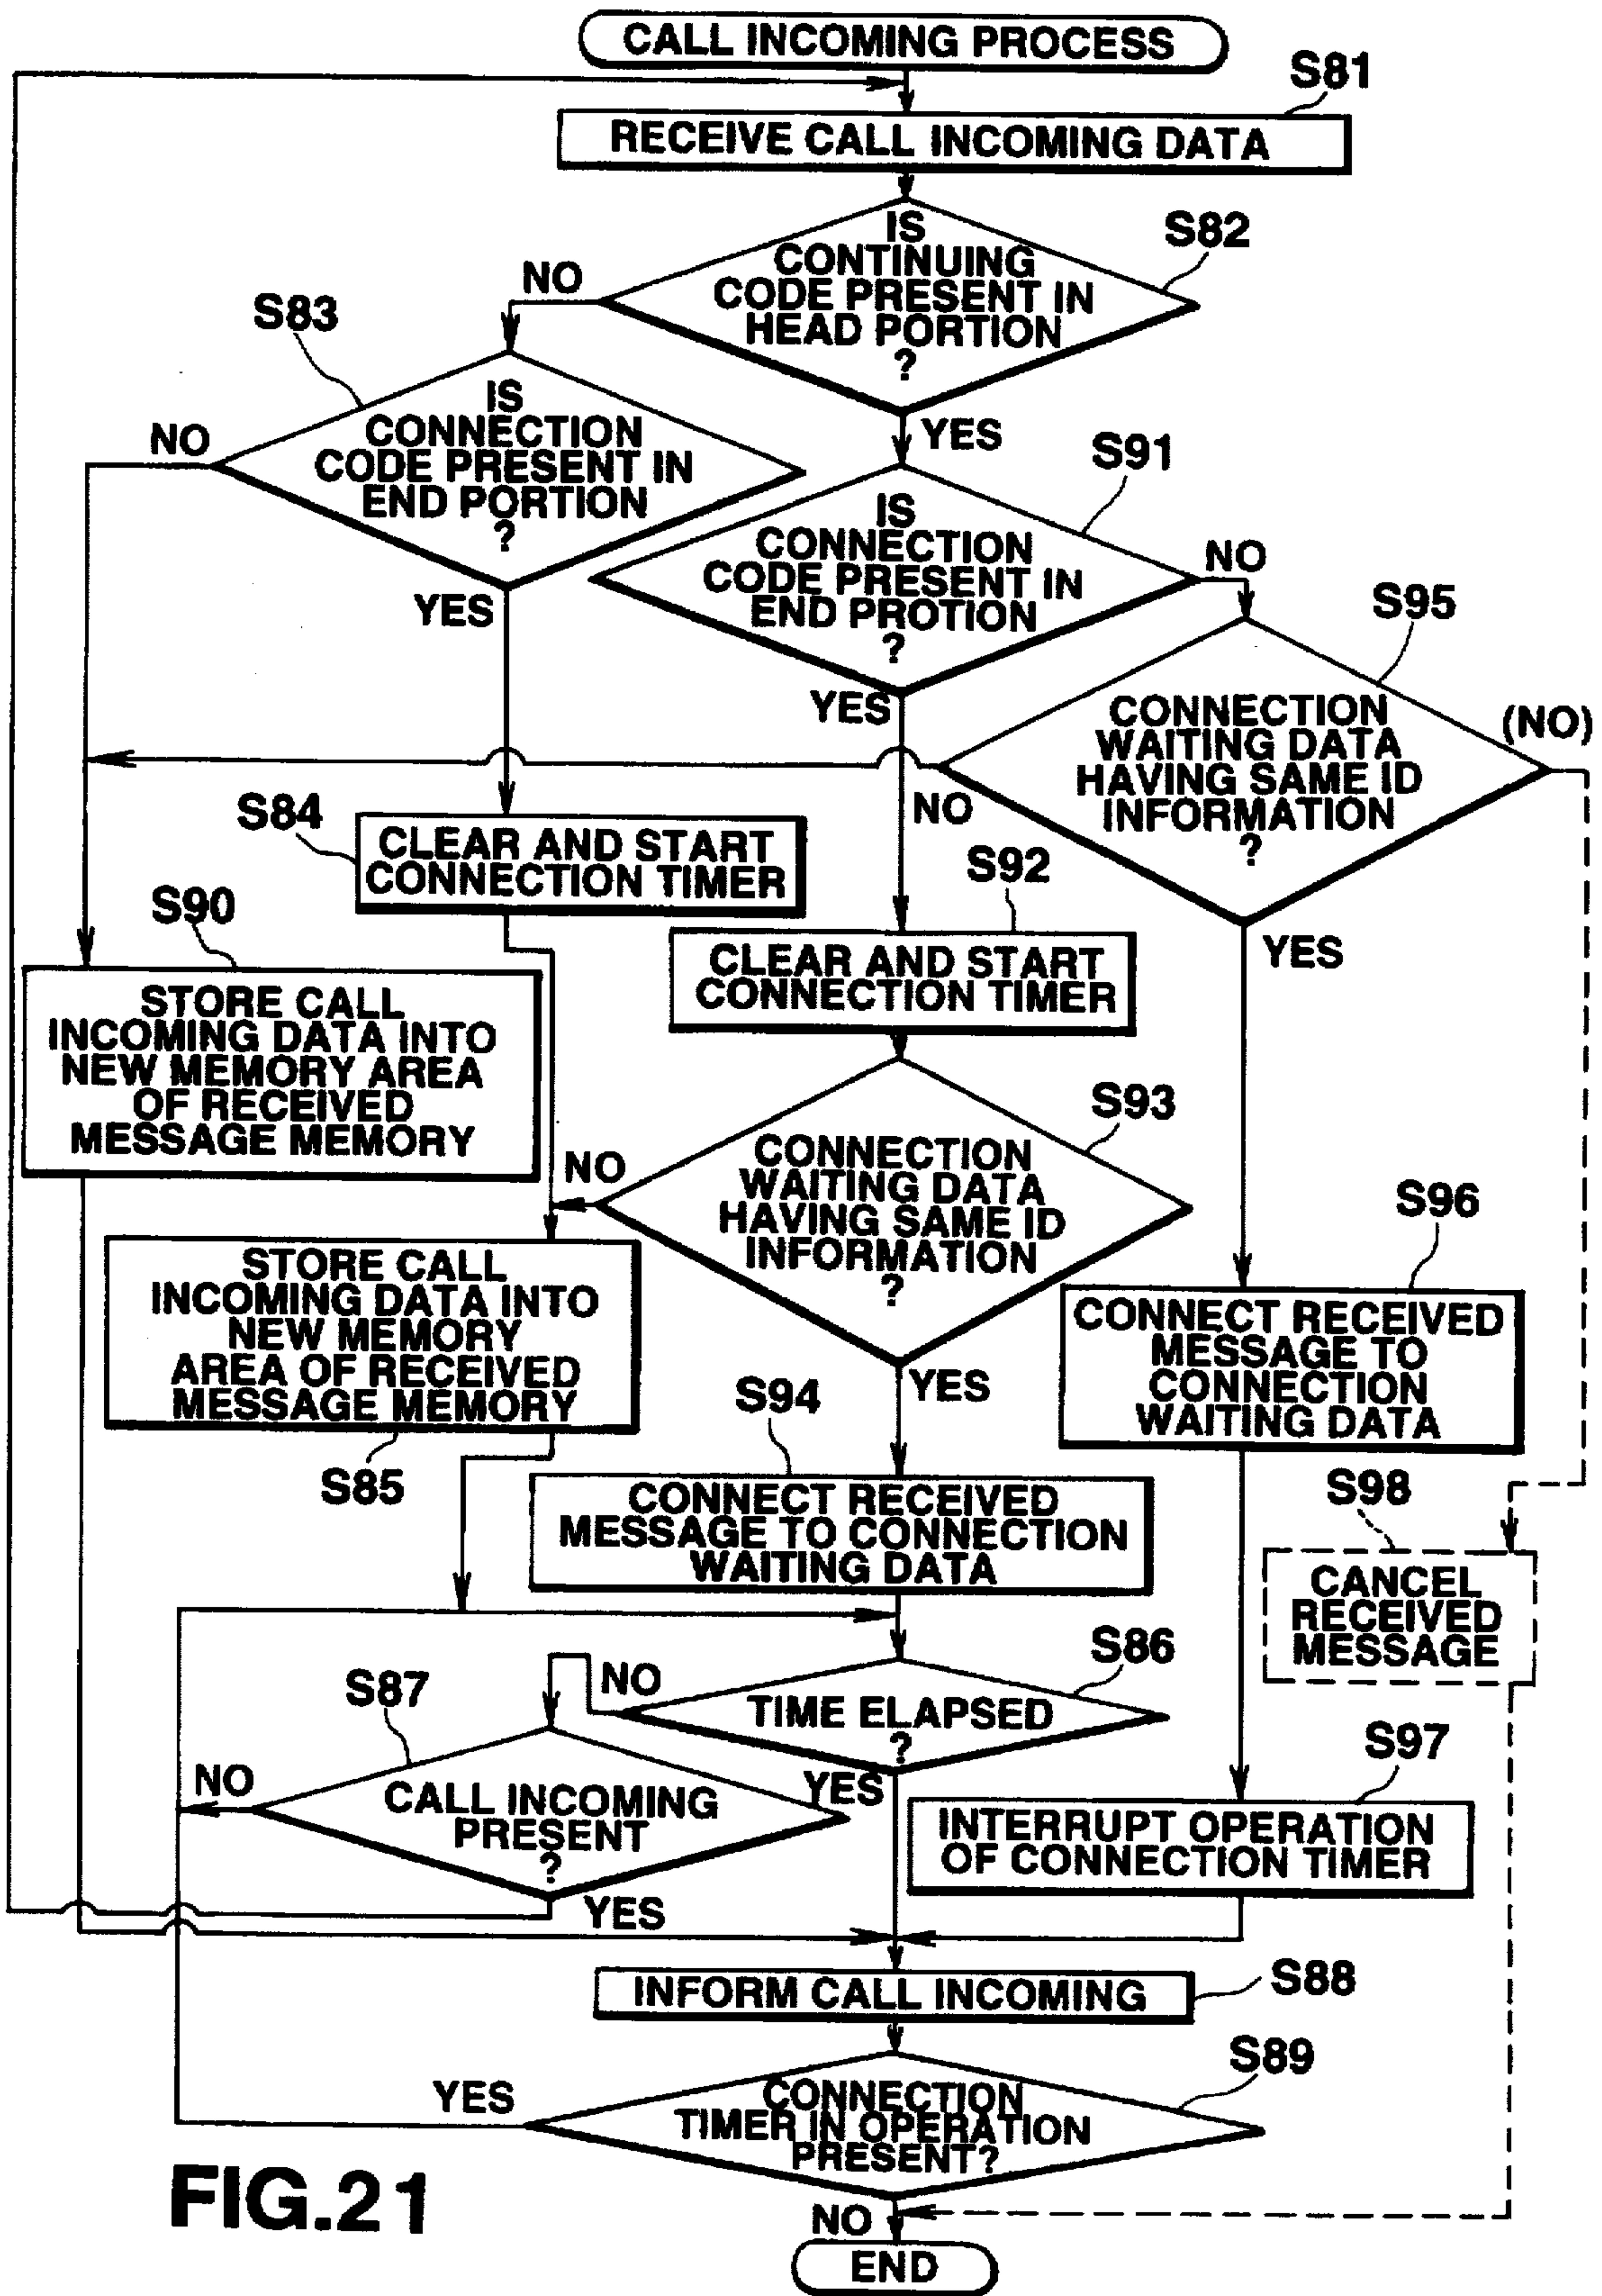 CALL INCOMING PROCESS
S81
RECEIVE CALL INCOMING DATA
S82
IS
CONTINUING
CODE PRESENT IN
HEAD PORTION
?
NO
YES
S83
IS
CONNECTION
CODE PRESENT IN
END PORTION
?
NO
YES
S91
IS
CONNECTION
CODE PRESENT IN
END PROTION
?
NO
YES
S95
CONNECTION
WAITING DATA
HAVING SAME ID
INFORMATION
?
(NO)
NO
YES
S84
CLEAR AND START
CONNECTION TIMER
S92
CLEAR AND START
CONNECTION TIMER
S90
STORE CALL
INCOMING DATA INTO
NEW MEMORY AREA
OF RECEIVED
MESSAGE MEMORY
S93
CONNECTION
WAITING DATA
HAVING SAME ID
INFORMATION
?
NO
YES
S96
CONNECT RECEIVED
MESSAGE TO
CONNECTION
WAITING DATA
STORE CALL
INCOMING DATA INTO
NEW MEMORY
AREA OF RECEIVED
MESSAGE MEMORY
S85
S94
CONNECT RECEIVED
MESSAGE TO CONNECTION
WAITING DATA
S98
CANCEL
RECEIVED
MESSAGE
S86
TIME ELAPSED
?
NO
YES
S87
CALL INCOMING
PRESENT
?
NO
YES
S97
INTERRUPT OPERATION
OF CONNECTION TIMER
INFORM CALL INCOMING
S88
S89
CONNECTION
TIMER IN OPERATION
PRESENT?
YES
NO
END
FIG.21